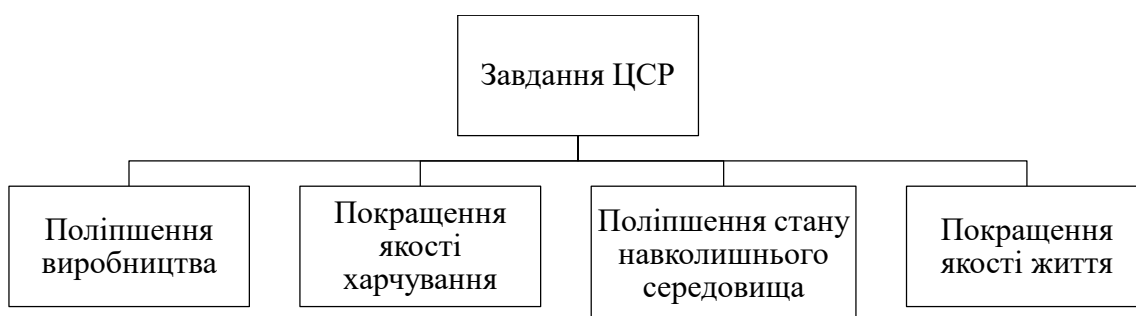 Завдання ЦСР
Поліпшення
виробництва
Покращення
якості
харчування
Поліпшення стану
навколишнього
середовища
Покращення
якості життя